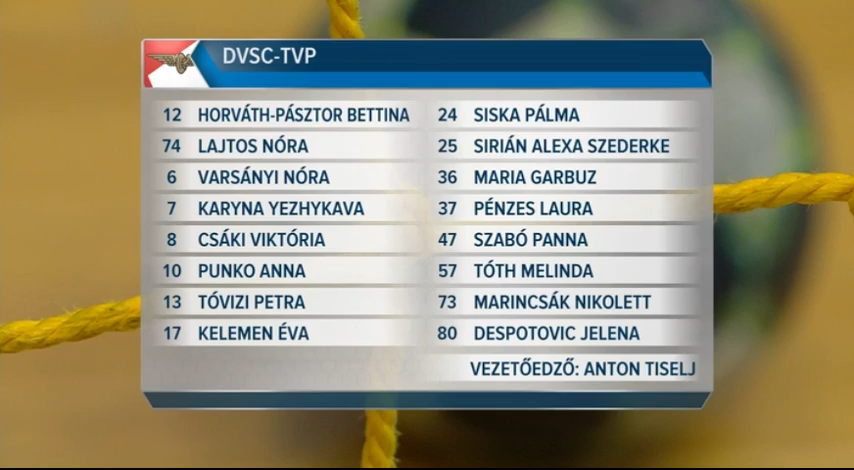 DVSC-TVP
12 HORVÁTH-PÁSZTOR BETTINA
74 LAJTOS NÓRA
6 VARSÁNYI NÓRA
7 KARYNA YEZHYKAVA
8 CSÁKI VIKTÓRIA
10 PUNKO ANNA
13 TÓVIZI PETRA
17 KELEMEN ÉVA
24 SISKA PÁLMA
25 SIRIÁN ALEXA SZEDERKE
36 MARIA GARBUZ
37 PÉNZES LAURA
47 SZABÓ PANNA
57 TÓTH MELINDA
73 MARINCSÁK NIKOLETT
80 DESPOTOVIC JELENA
VEZETŐEDZŐ: ANTON TISELJ